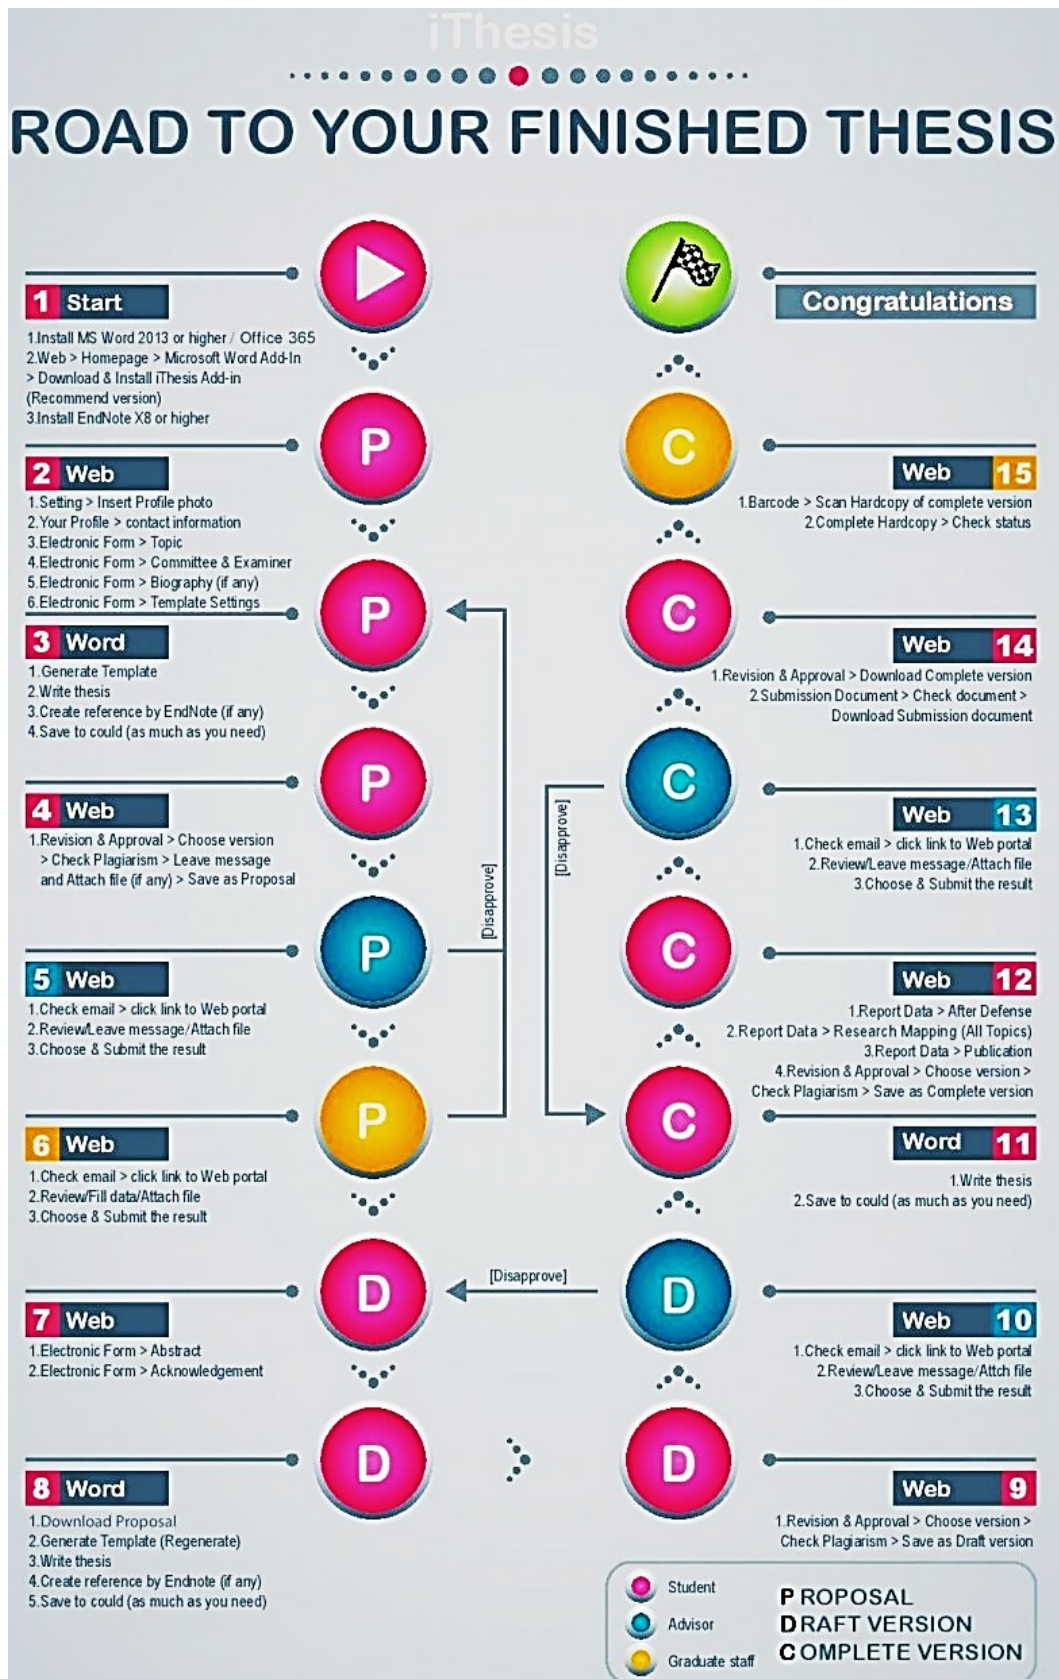 iThesis
ROAD TO YOUR FINISHED THESIS
1 Start
1.Install MS Word 2013 or higher / Office 365
2.Web > Homepage > Microsoft Word Add-In
> Download & Install iThesis Add-in
(Recommend version)
3.Install EndNote X8 or higher
P
2 Web
1.Setting > Insert Profile photo
2.Your Profile > contact information
3.Electronic Form > Topic
4.Electronic Form > Committee & Examiner
5.Electronic Form > Biography (if any)
6.Electronic Form > Template Settings
P
3 Word
1.Generate Template
2.Write thesis
3.Create reference by EndNote (if any)
4.Save to could (as much as you need)
P
4 Web
1.Revision & Approval > Choose version
> Check Plagiarism > Leave message
and Attach file (if any) > Save as Proposal
[Disapprove]
P
5 Web
1.Check email > click link to Web portal
2.Review/Leave message/Attach file
3.Choose & Submit the result
P
6 Web
1.Check email > click link to Web portal
2.Review/Fill data/Attach file
3.Choose & Submit the result
D
7 Web
1.Electronic Form > Abstract
2.Electronic Form > Acknowledgement
D
8 Word
1.Download Proposal
2.Generate Template (Regenerate)
3.Write thesis
4.Create reference by Endnote (if any)
5.Save to could (as much as you need)
Congratulations
C
Web 15
1.Barcode > Scan Hardcopy of complete version
2.Complete Hardcopy > Check status
C
Web 14
1.Revision & Approval > Download Complete version
2.Submission Document > Check document >
Download Submission document
C
[Disapprove]
Web 13
1.Check email > click link to Web portal
2.Review/Leave message/Attach file
3.Choose & Submit the result
C
Web 12
1.Report Data > After Defense
2.Report Data > Research Mapping (All Topics)
3.Report Data > Publication
4.Revision & Approval > Choose version >
Check Plagiarism > Save as Complete version
C
Word 11
1.Write thesis
2.Save to could (as much as you need)
[Disapprove]
D
Web 10
1.Check email > click link to Web portal
2.Review/Leave message/Attch file
3.Choose & Submit the result
D
Web 9
1.Revision & Approval > Choose version >
Check Plagiarism > Save as Draft version
Student
Advisor
Graduate staff
PROPOSAL
DRAFT VERSION
COMPLETE VERSION